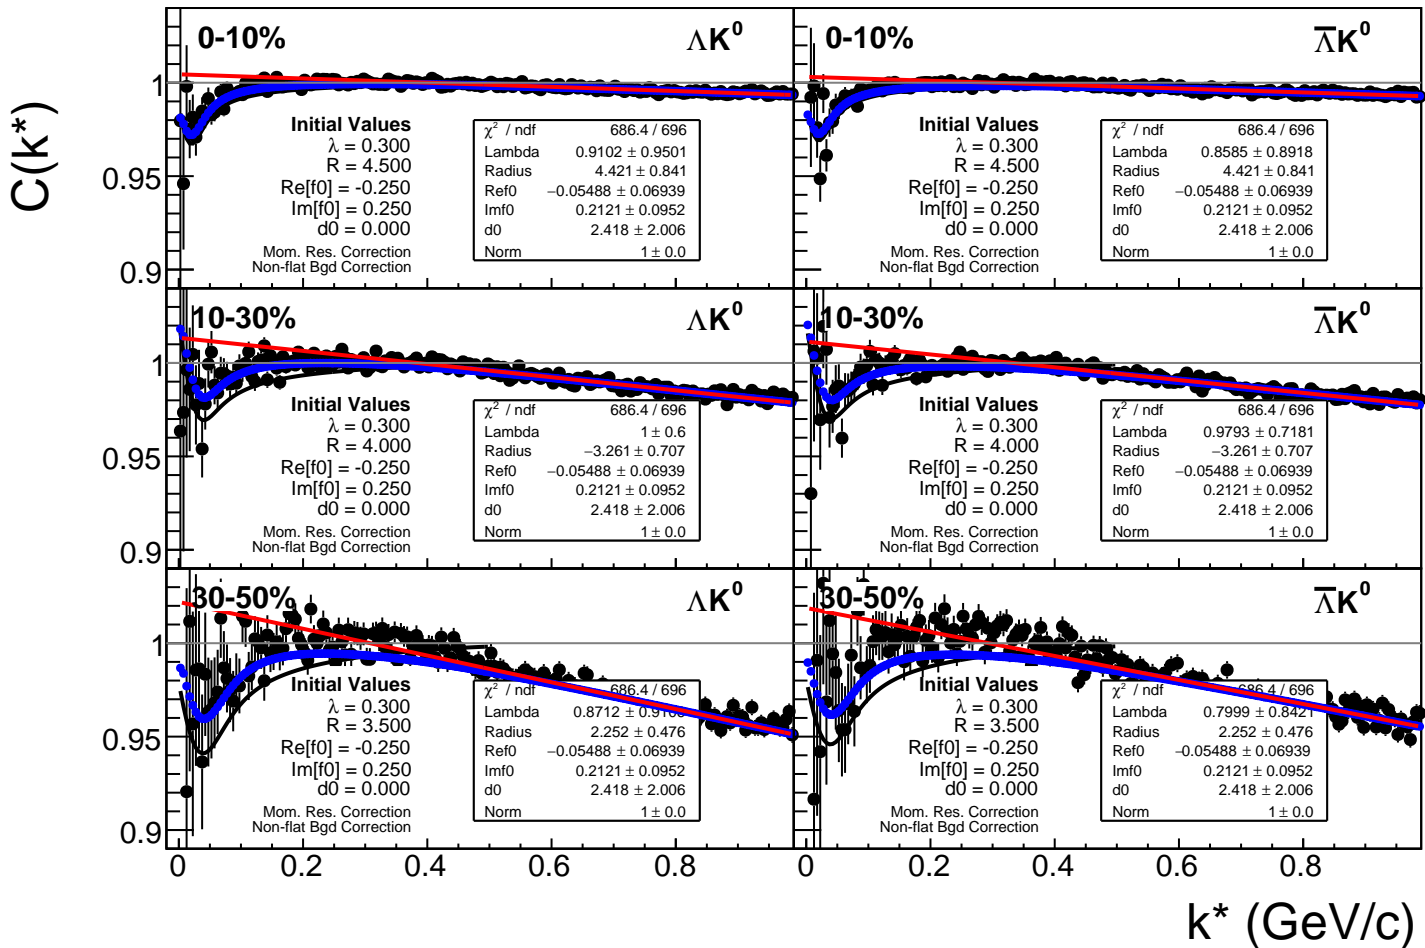 C(k*)
0-10%
ΛK⁰
1
0.95
0.9
Initial Values
λ = 0.300
R = 4.500
Re[f0] = -0.250
Im[f0] = 0.250
d0 = 0.000
Mom. Res. Correction
Non-flat Bgd Correction
χ² / ndf 686.4 / 696
Lambda 0.9102 ± 0.9501
Radius 4.421 ± 0.841
Ref0 −0.05488 ± 0.06939
Imf0 0.2121 ± 0.0952
d0 2.418 ± 2.006
Norm 1 ± 0.0
0-10%
Λ̅K⁰
Initial Values
λ = 0.300
R = 4.500
Re[f0] = -0.250
Im[f0] = 0.250
d0 = 0.000
Mom. Res. Correction
Non-flat Bgd Correction
χ² / ndf 686.4 / 696
Lambda 0.8585 ± 0.8918
Radius 4.421 ± 0.841
Ref0 −0.05488 ± 0.06939
Imf0 0.2121 ± 0.0952
d0 2.418 ± 2.006
Norm 1 ± 0.0
10-30%
ΛK⁰
1
0.95
0.9
Initial Values
λ = 0.300
R = 4.000
Re[f0] = -0.250
Im[f0] = 0.250
d0 = 0.000
Mom. Res. Correction
Non-flat Bgd Correction
χ² / ndf 686.4 / 696
Lambda 1 ± 0.6
Radius −3.261 ± 0.707
Ref0 −0.05488 ± 0.06939
Imf0 0.2121 ± 0.0952
d0 2.418 ± 2.006
Norm 1 ± 0.0
10-30%
Λ̅K⁰
Initial Values
λ = 0.300
R = 4.000
Re[f0] = -0.250
Im[f0] = 0.250
d0 = 0.000
Mom. Res. Correction
Non-flat Bgd Correction
χ² / ndf 686.4 / 696
Lambda 0.9793 ± 0.7181
Radius −3.261 ± 0.707
Ref0 −0.05488 ± 0.06939
Imf0 0.2121 ± 0.0952
d0 2.418 ± 2.006
Norm 1 ± 0.0
30-50%
ΛK⁰
1
0.95
0.9
Initial Values
λ = 0.300
R = 3.500
Re[f0] = -0.250
Im[f0] = 0.250
d0 = 0.000
Mom. Res. Correction
Non-flat Bgd Correction
χ² / ndf 686.4 / 696
Lambda 0.8712 ±
Radius 2.252 ± 0.476
Ref0 −0.05488 ± 0.06939
Imf0 0.2121 ± 0.0952
d0 2.418 ± 2.006
Norm 1 ± 0.0
30-50%
Λ̅K⁰
Initial Values
λ = 0.300
R = 3.500
Re[f0] = -0.250
Im[f0] = 0.250
d0 = 0.000
Mom. Res. Correction
Non-flat Bgd Correction
χ² / ndf 686.4 / 696
Lambda 0.7999 ± 0.8421
Radius 2.252 ± 0.476
Ref0 −0.05488 ± 0.06939
Imf0 0.2121 ± 0.0952
d0 2.418 ± 2.006
Norm 1 ± 0.0
0 0.2 0.4 0.6 0.8
0 0.2 0.4 0.6 0.8
k* (GeV/c)